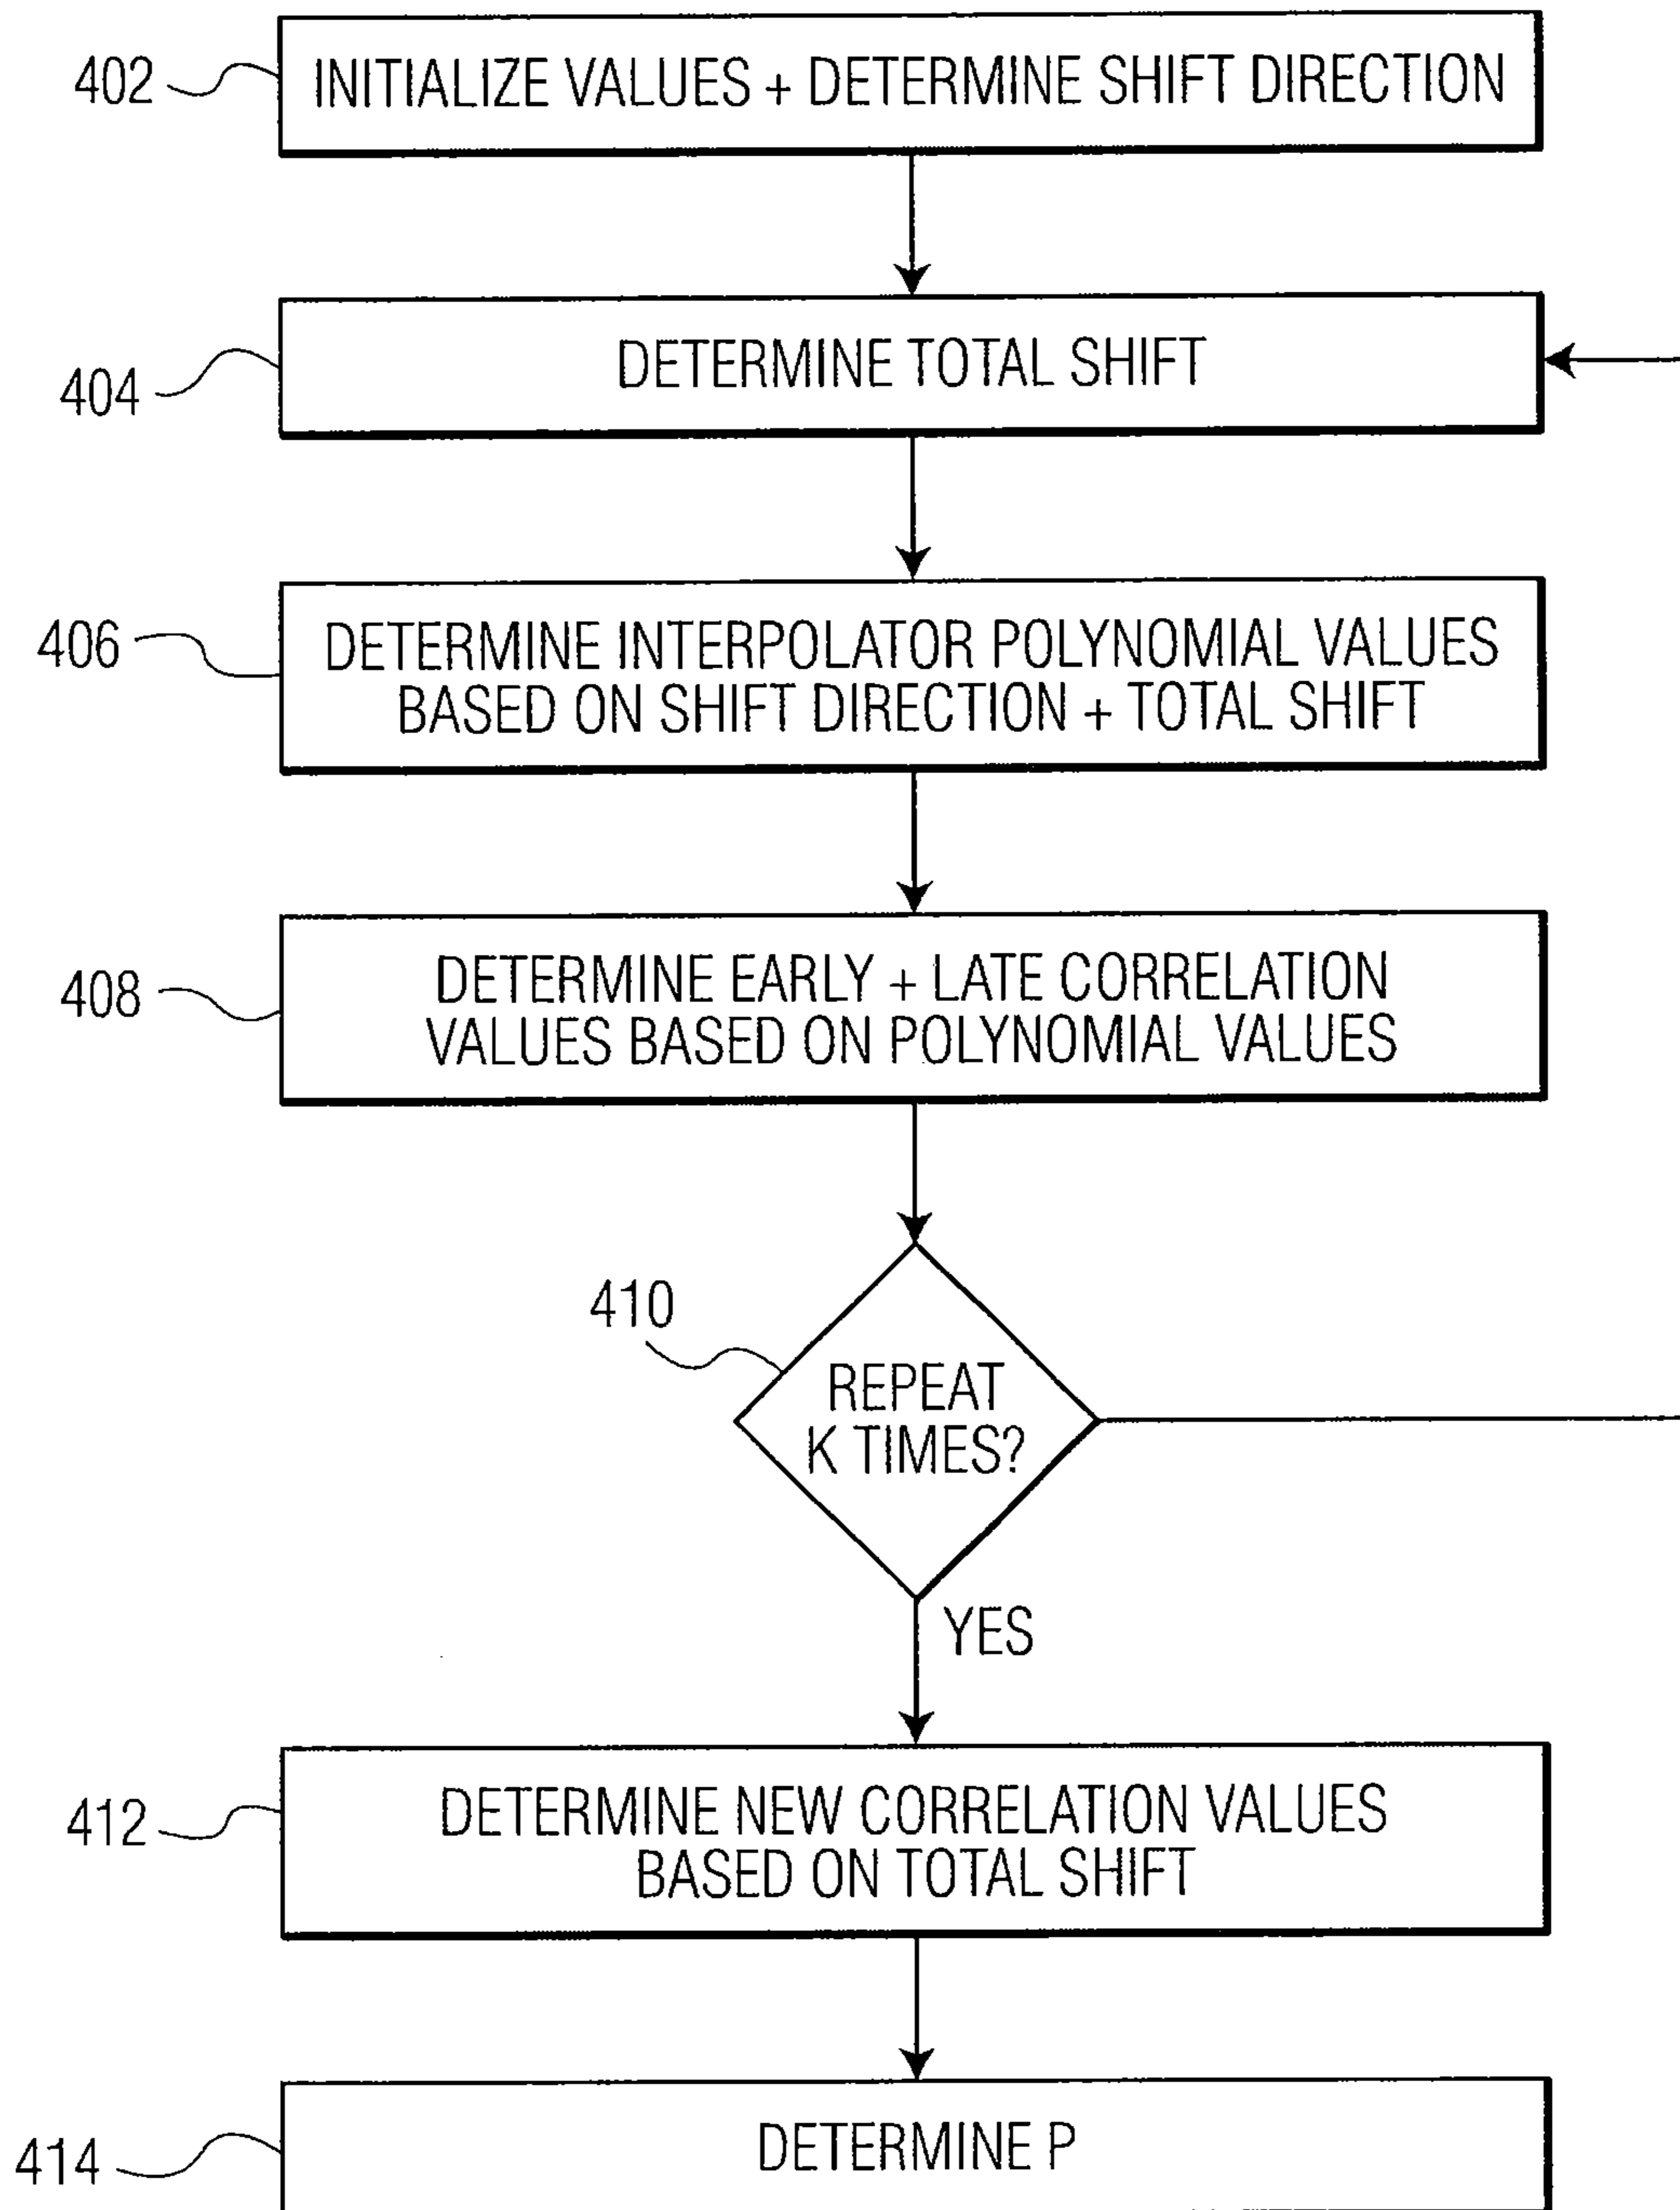 402
INITIALIZE VALUES + DETERMINE SHIFT DIRECTION
404
DETERMINE TOTAL SHIFT
406
DETERMINE INTERPOLATOR POLYNOMIAL VALUES
BASED ON SHIFT DIRECTION + TOTAL SHIFT
408
DETERMINE EARLY + LATE CORRELATION
VALUES BASED ON POLYNOMIAL VALUES
410
REPEAT
K TIMES?
YES
412
DETERMINE NEW CORRELATION VALUES
BASED ON TOTAL SHIFT
414
DETERMINE P